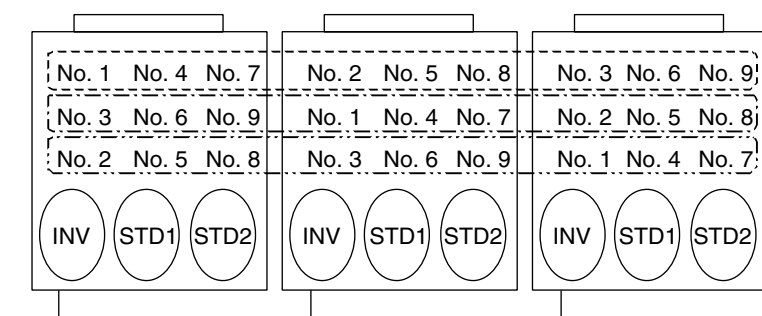 No. 1 No. 4 No. 7 No. 2 No. 5 No. 8 No. 3 No. 6 No. 9
No. 3 No. 6 No. 9 No. 1 No. 4 No. 7 No. 2 No. 5 No. 8
No. 2 No. 5 No. 8 No. 3 No. 6 No. 9 No. 1 No. 4 No. 7
INV STD1 STD2 INV STD1 STD2 INV STD1 STD2